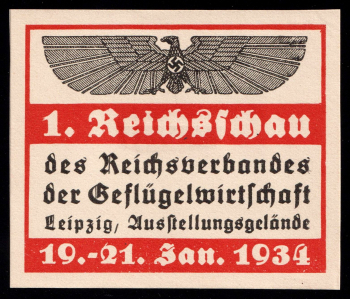 1. Reichsschau
des Reichsverbandes
der Geflügelwirtschaft
Leipzig, Ausstellungsgelände
19.-21. Jan. 1934